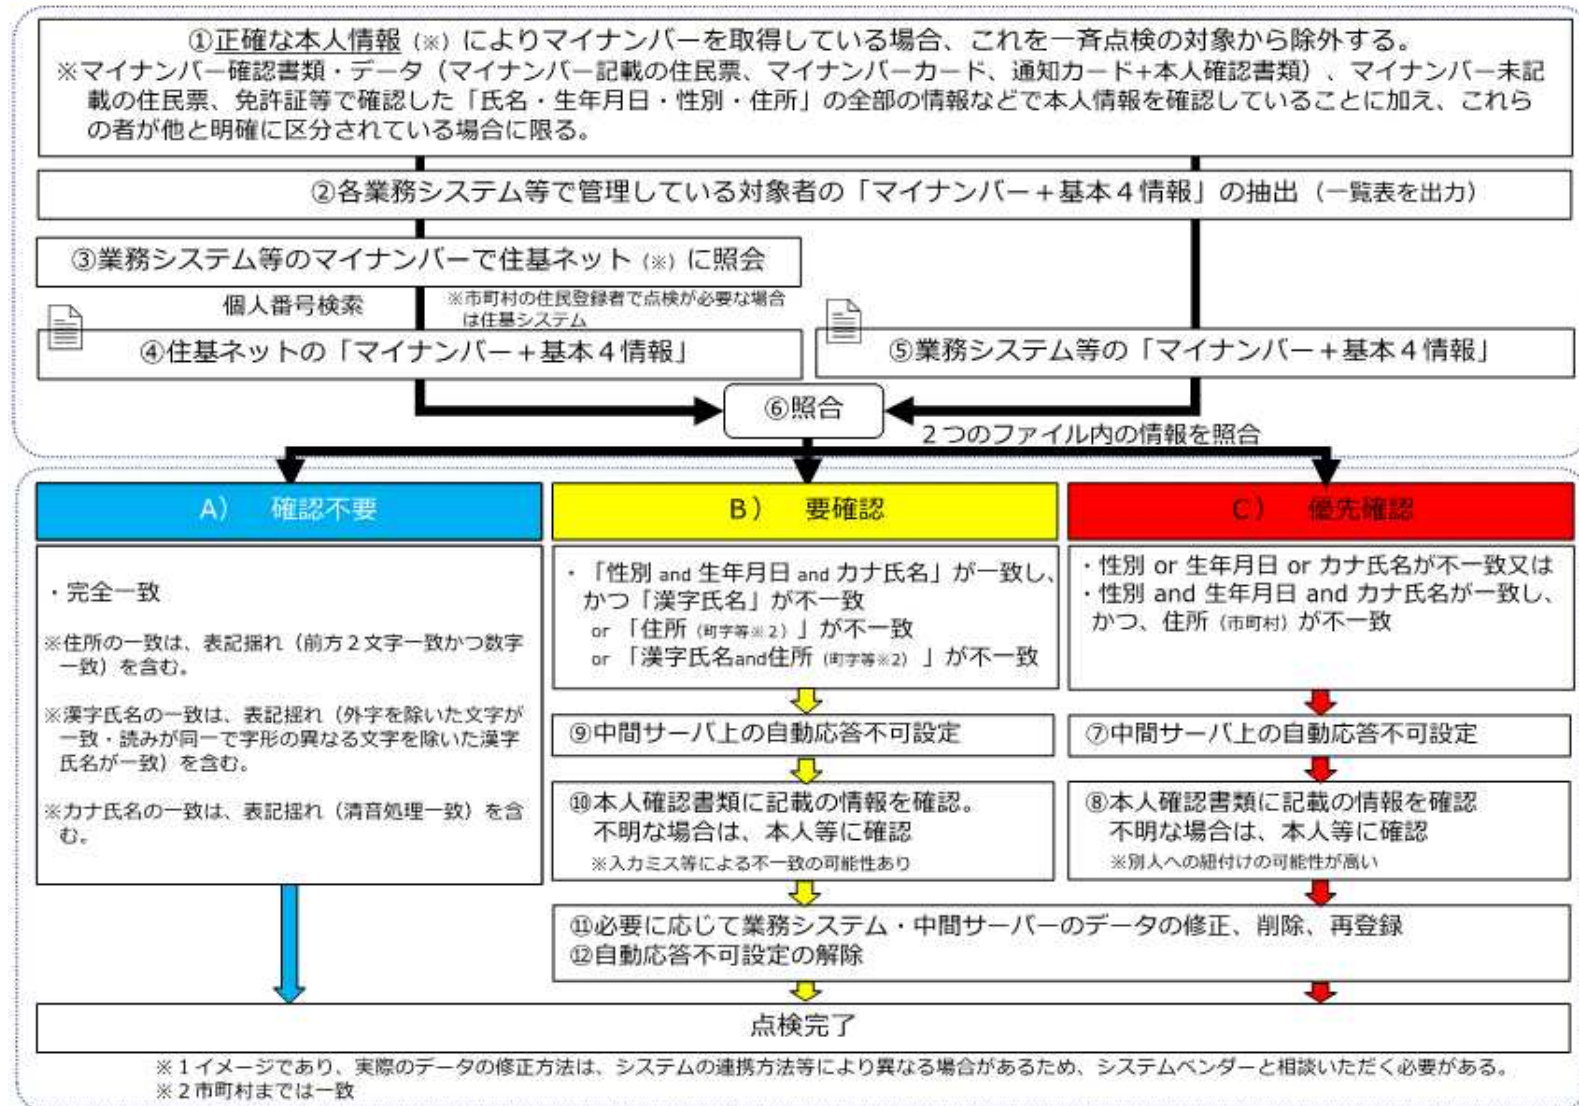 ①正確な本人情報(※)によりマイナンバーを取得している場合、これを一斉点検の対象から除外する。
※マイナンバー確認書類・データ(マイナンバー記載の住民票、マイナンバーカード、通知カード+本人確認書類)、マイナンバー未記
載の住民票、免許証等で確認した「氏名・生年月日・性別・住所」の全部の情報などで本人情報を確認していることに加え、これら
の者が他と明確に区分されている場合に限る。
②各業務システム等で管理している対象者の「マイナンバー+基本4情報」の抽出(一覧表を出力)
③業務システム等のマイナンバーで住基ネット(※)に照会
個人番号検索
※市町村の住民登録者で点検が必要な場合
は住基システム
④住基ネットの「マイナンバー+基本4情報」
⑤業務システム等の「マイナンバー+基本4情報」
⑥照合
2つのファイル内の情報を照合
A) 確認不要
・完全一致
※住所の一致は、表記揺れ(前方2文字一致かつ数字
一致)を含む。
※漢字氏名の一致は、表記揺れ(外字を除いた文字が
一致・読みが同一で字形の異なる文字を除いた漢字
氏名が一致)を含む。
※カナ氏名の一致は、表記揺れ(清音処理一致)を含
む。
B) 要確認
・「性別 and 生年月日 and カナ氏名」が一致し、
かつ「漢字氏名」が不一致
or 「住所(町字等※2)」が不一致
or 「漢字氏名and住所(町字等※2) 」が不一致
⑨中間サーバ上の自動応答不可設定
⑩本人確認書類に記載の情報を確認。
不明な場合は、本人等に確認
※入力ミス等による不一致の可能性あり
C) 優先確認
・性別 or 生年月日 or カナ氏名が不一致又は
・性別 and 生年月日 and カナ氏名が一致し、
かつ、住所(市町村)が不一致
⑦中間サーバ上の自動応答不可設定
⑧本人確認書類に記載の情報を確認
不明な場合は、本人等に確認
※別人への紐付けの可能性が高い
⑪必要に応じて業務システム・中間サーバーのデータの修正、削除、再登録
⑫自動応答不可設定の解除
点検完了
※1イメージであり、実際のデータの修正方法は、システムの連携方法等により異なる場合があるため、システムベンダーと相談いただく必要がある。
※2市町村までは一致